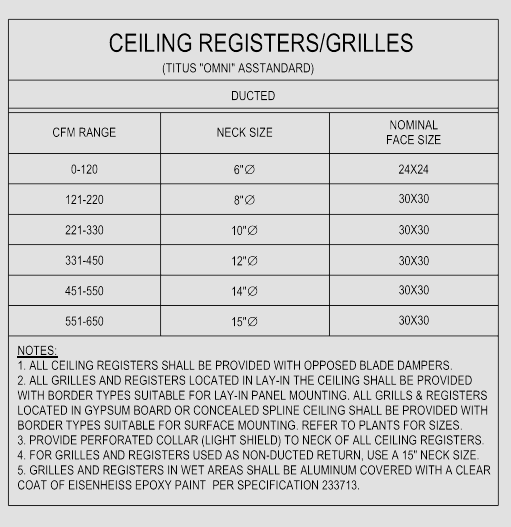 CEILING REGISTERS/GRILLES
(TITUS "OMNI" ASSTANDARD)
DUCTED
CFM RANGE NECK SIZE NOMINAL FACE SIZE
0-120 6"∅ 24X24
121-220 8"∅ 30X30
221-330 10"∅ 30X30
331-450 12"∅ 30X30
451-550 14"∅ 30X30
551-650 15"∅ 30X30
NOTES:
1. ALL CEILING REGISTERS SHALL BE PROVIDED WITH OPPOSED BLADE DAMPERS.
2. ALL GRILLES AND REGISTERS LOCATED IN LAY-IN THE CEILING SHALL BE PROVIDED
WITH BORDER TYPES SUITABLE FOR LAY-IN PANEL MOUNTING. ALL GRILLS & REGISTERS
LOCATED IN GYPSUM BOARD OR CONCEALED SPLINE CEILING SHALL BE PROVIDED WITH
BORDER TYPES SUITABLE FOR SURFACE MOUNTING. REFER TO PLANTS FOR SIZES.
3. PROVIDE PERFORATED COLLAR (LIGHT SHIELD) TO NECK OF ALL CEILING REGISTERS.
4. FOR GRILLES AND REGISTERS USED AS NON-DUCTED RETURN, USE A 15" NECK SIZE.
5. GRILLES AND REGISTERS IN WET AREAS SHALL BE ALUMINUM COVERED WITH A CLEAR
COAT OF EISENHEISS EPOXY PAINT PER SPECIFICATION 233713.